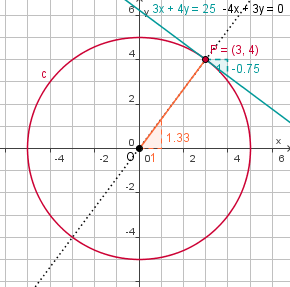 6 y 3x + 4y = 25 -4x + 3y = 0
P = (3, 4)
4
c
1 -0.75
2
1.33
0 x
-4 -2 O 0 1 2 4 6
-2
-4